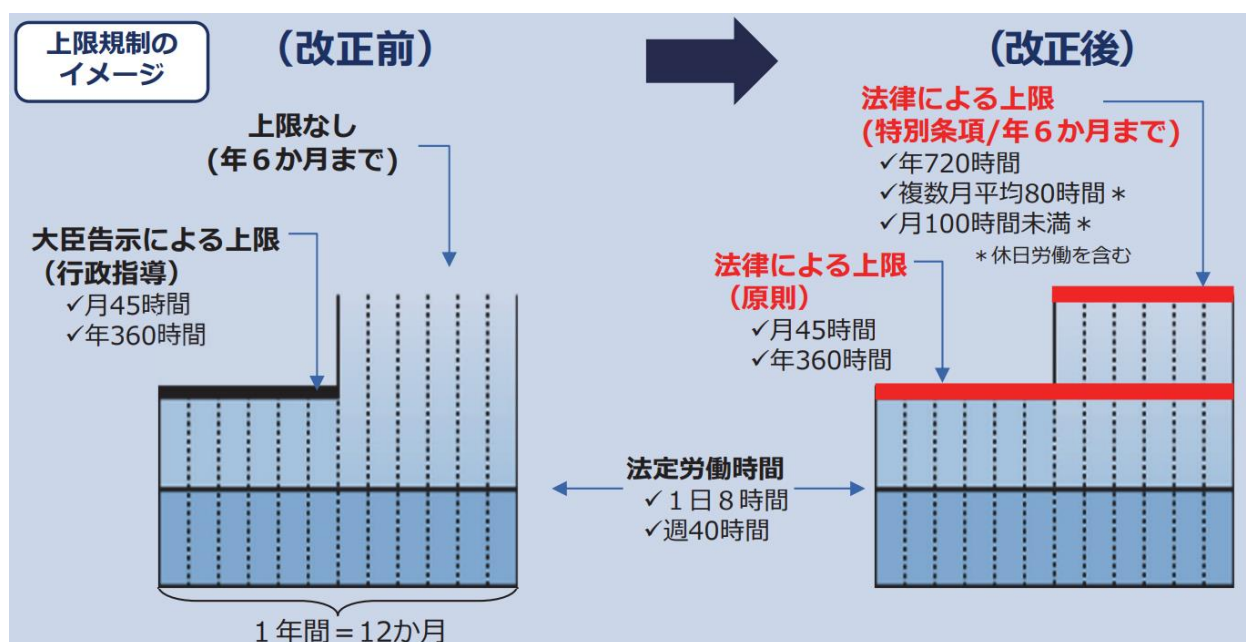 上限規制の
イメージ
（改正前）
（改正後）
上限なし
(年６か月まで)
大臣告示による上限
（行政指導）
✓月45時間
✓年360時間
法律による上限
(特別条項/年６か月まで)
✓年720時間
✓複数月平均80時間＊
✓月100時間未満＊
＊休日労働を含む
法律による上限
（原則）
✓月45時間
✓年360時間
法定労働時間
✓１日８時間
✓週40時間
１年間＝12か月